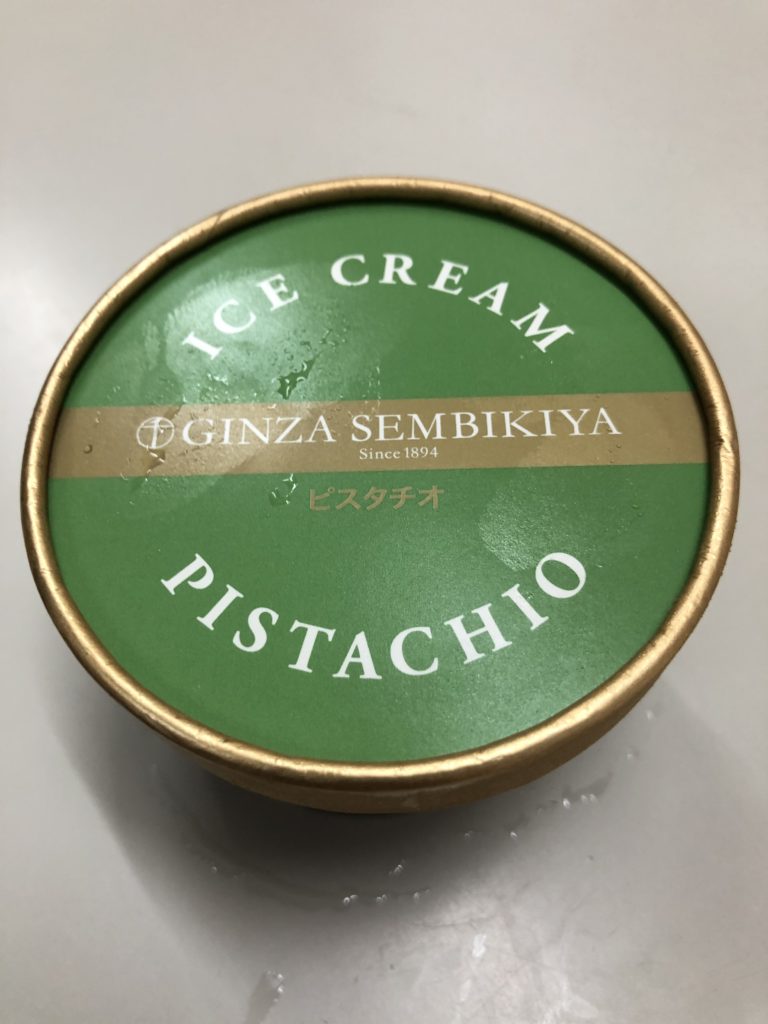 ICE CREAM
GINZA SEMBIKIYA
Since 1894
ピスタチオ
PISTACHIO